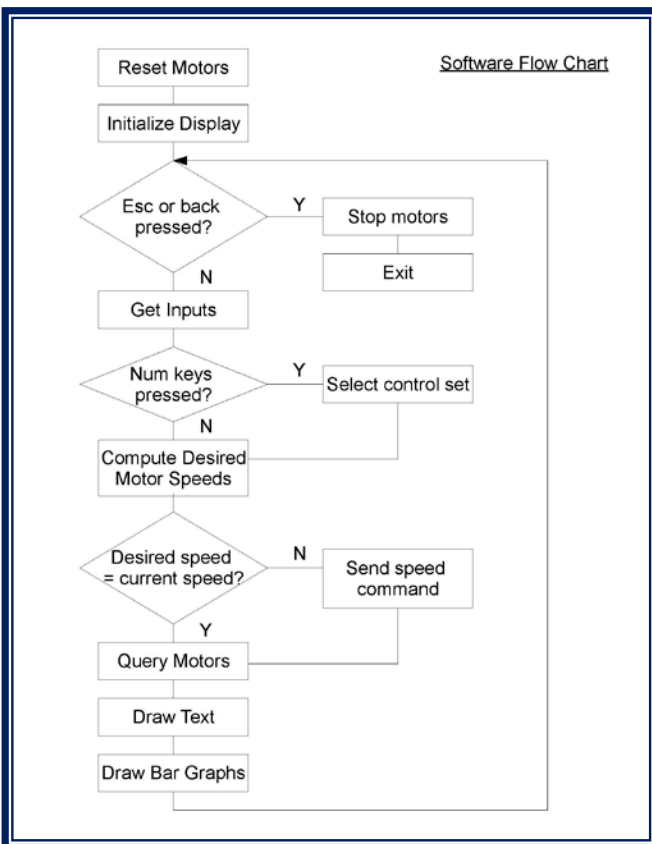 Software Flow Chart
Reset Motors
Initialize Display
Esc or back
pressed?
Y
Stop motors
Exit
N
Get Inputs
Num keys
pressed?
Y
Select control set
N
Compute Desired
Motor Speeds
Desired speed
= current speed?
N
Send speed
command
Y
Query Motors
Draw Text
Draw Bar Graphs